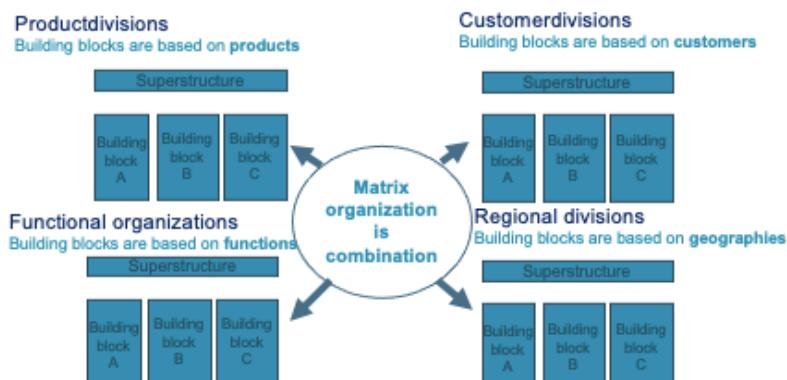 Productdivisions
Building blocks are based on products
Superstructure
Building block A
Building block B
Building block C
Customerdivisions
Building blocks are based on customers
Superstructure
Building block A
Building block B
Building block C
Matrix
organization
is
combination
Functional organizations
Building blocks are based on functions
Superstructure
Building block A
Building block B
Building block C
Regional divisions
Building blocks are based on geographies
Superstructure
Building block A
Building block B
Building block C